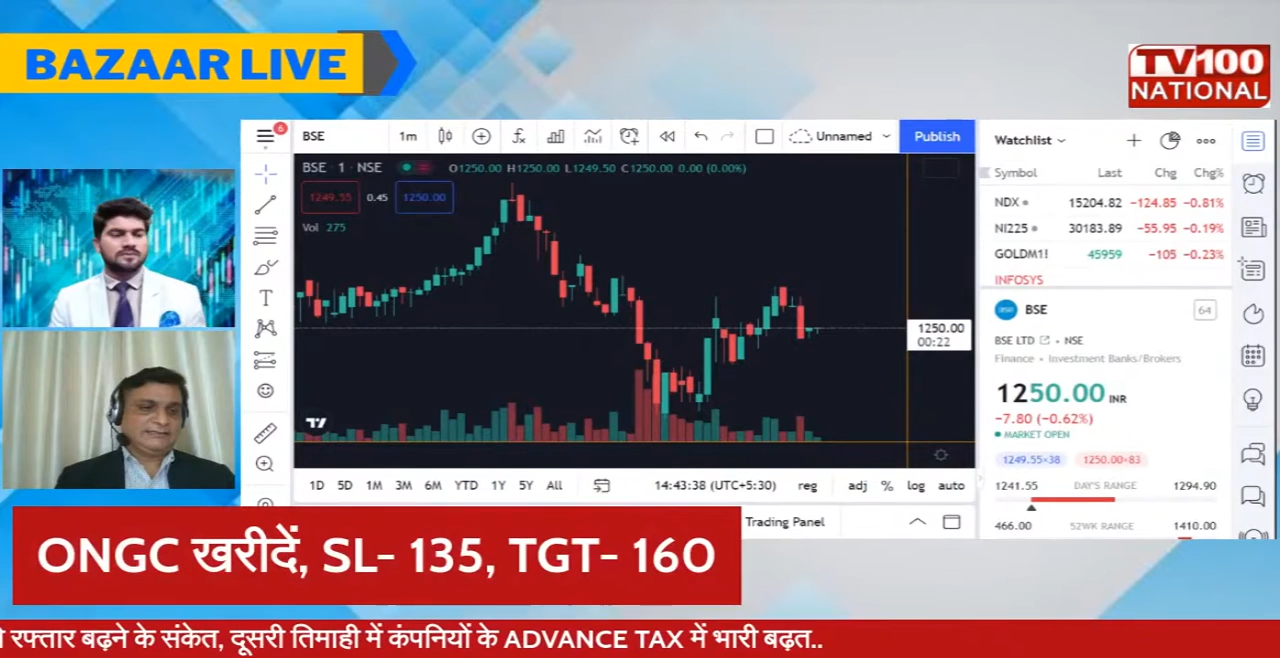 BAZAAR LIVE
TV100
NATIONAL
6
BSE 1m Unnamed Publish
BSE · 1 · NSE O1250.00 H1250.00 L1249.50 C1250.00 0.00 (0.00%)
1249.55 0.45 1250.00
Vol 275
1250.00
00:22
1D 5D 1M 3M 6M YTD 1Y 5Y All 14:43:38 (UTC+5:30) reg adj % log auto
Trading Panel
Watchlist
Symbol Last Chg Chg%
NDX 15204.82 −124.85 −0.81%
NI225 30183.89 −55.95 −0.19%
GOLDM1! 45959 −105 −0.23%
INFOSYS
BSE 64
BSE LTD • NSE
Finance • Investment Banks/Brokers
1250.00 INR
−7.80 (−0.62%)
MARKET OPEN
1249.55×38 1250.00×83
1241.55 DAY'S RANGE 1294.90
466.00 52WK RANGE 1410.00
ONGC खरीदें, SL- 135, TGT- 160
रफ्तार बढ़ने के संकेत, दूसरी तिमाही में कंपनियों के ADVANCE TAX में भारी बढ़त..